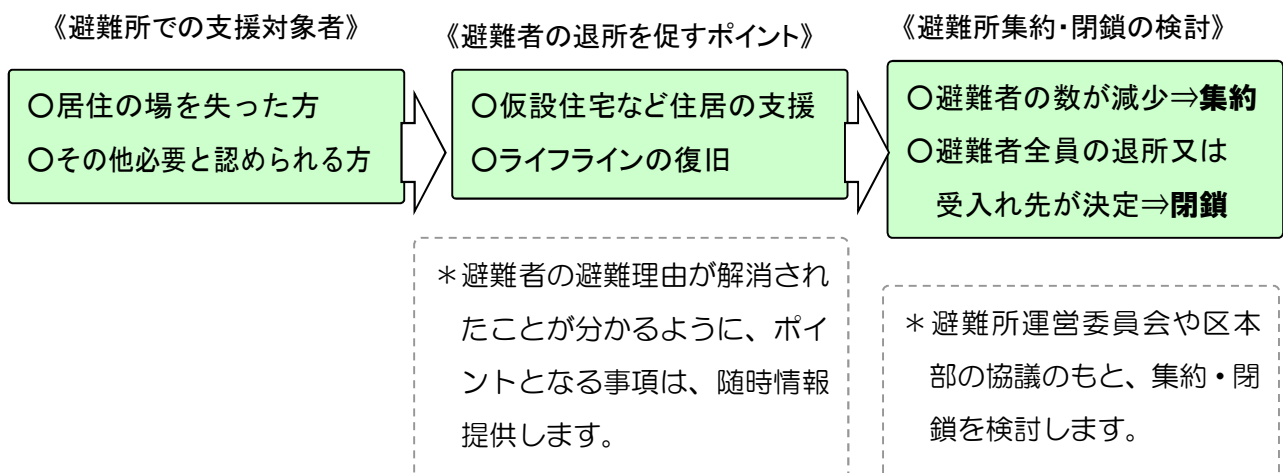 《避難所での支援対象者》
○居住の場を失った方
○その他必要と認められる方
《避難者の退所を促すポイント》
○仮設住宅など住居の支援
○ライフラインの復旧
＊避難者の避難理由が解消され
たことが分かるように、ポイ
ントとなる事項は、随時情報
提供します。
《避難所集約・閉鎖の検討》
○避難者の数が減少⇒集約
○避難者全員の退所又は
受入れ先が決定⇒閉鎖
＊避難所運営委員会や区本
部の協議のもと、集約・閉
鎖を検討します。